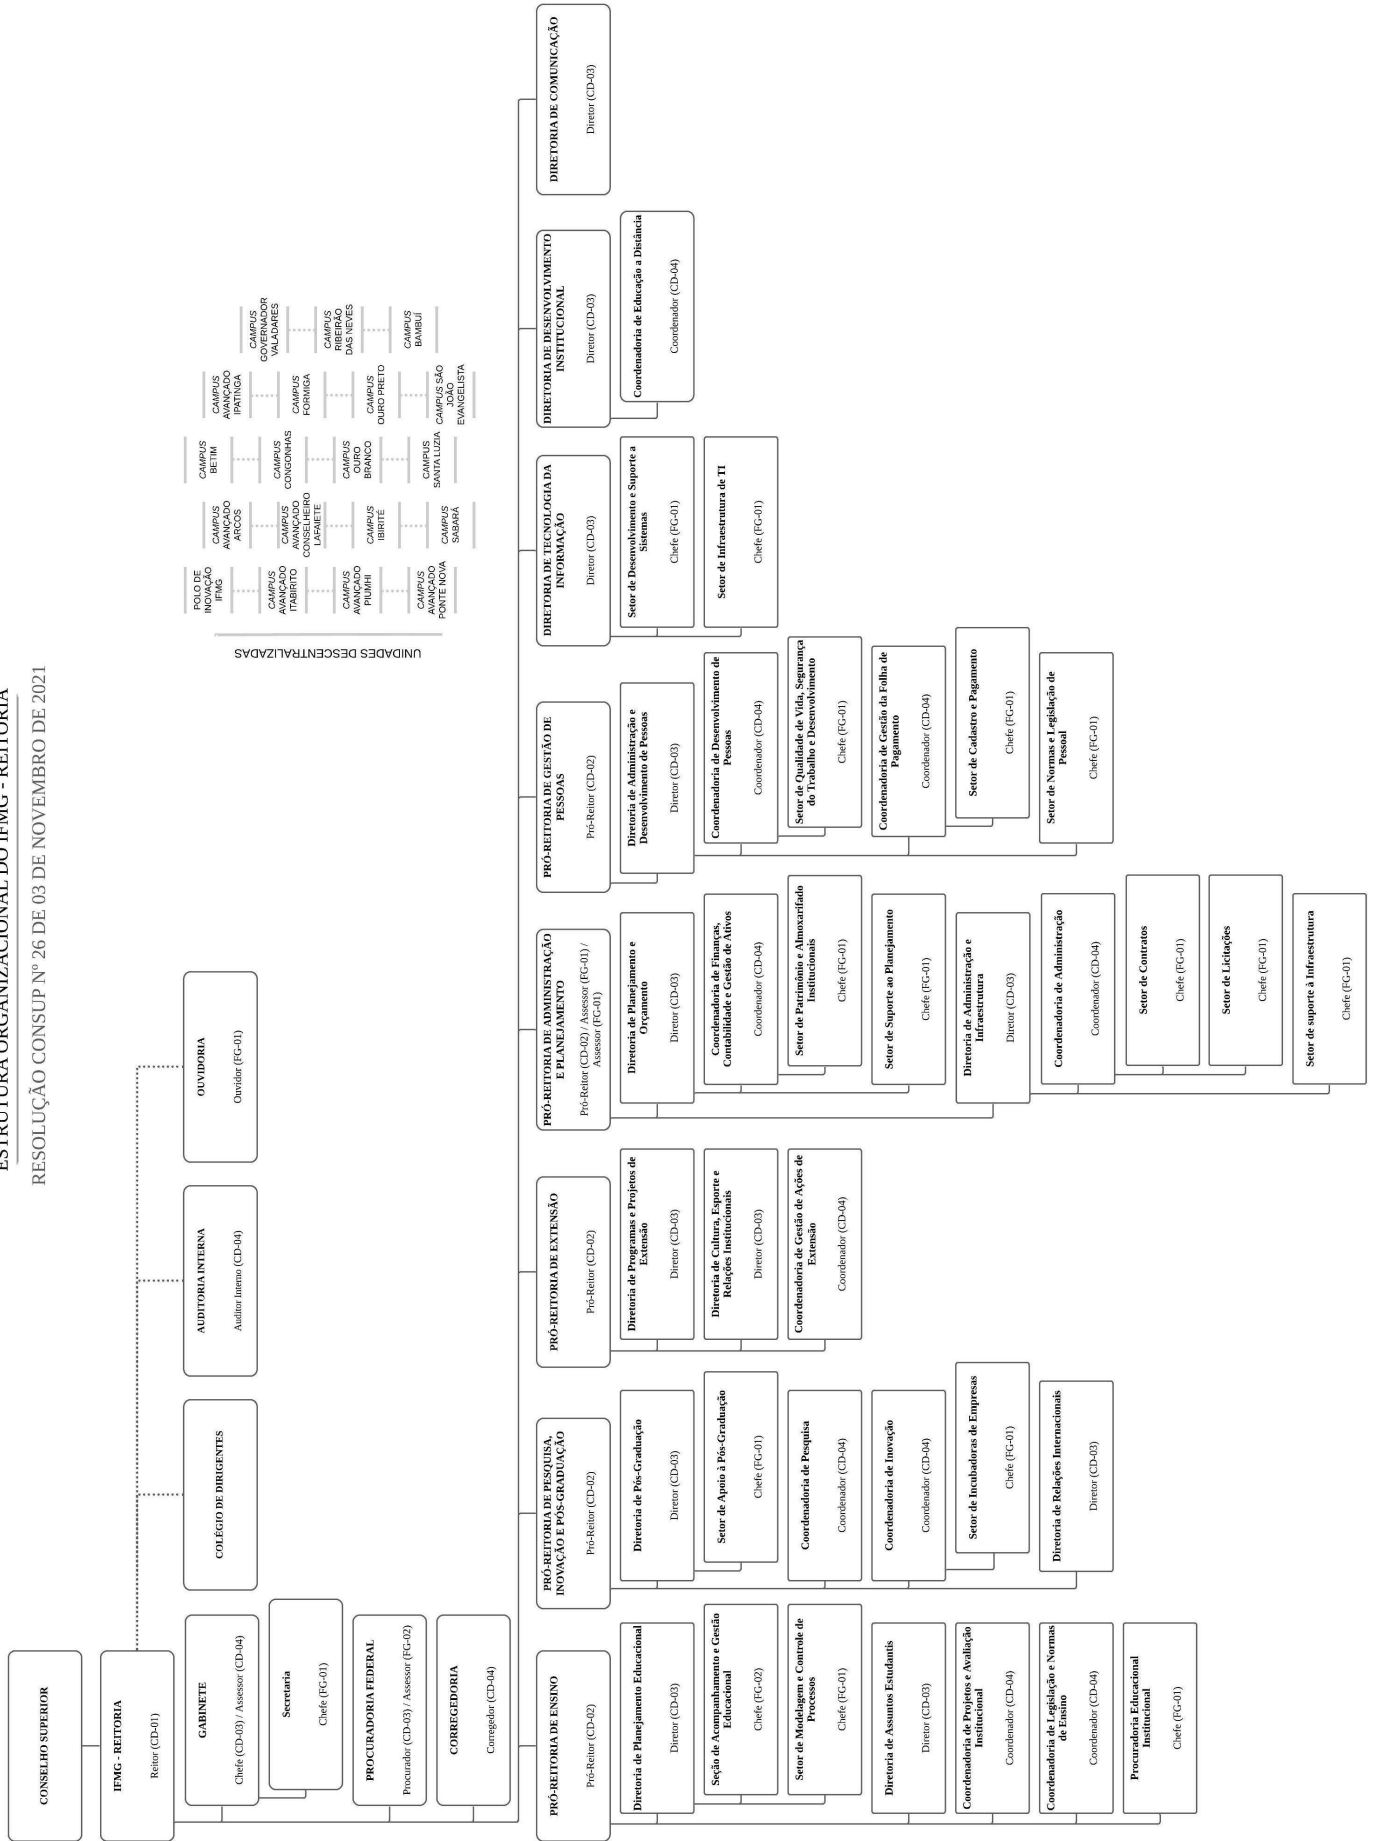 ESTRUTURA ORGANIZACIONAL DO IFMG - REITORIA
RESOLUÇÃO CONSUP Nº 26 DE 03 DE NOVEMBRO DE 2021
CONSELHO SUPERIOR
IFMG - REITORIA
Reitor (CD-01)
GABINETE
Chefe (CD-03) / Assessor (CD-04)
Secretaria
Chefe (FG-01)
PROCURADORIA FEDERAL
Procurador (CD-03) / Assessor (FG-02)
CORREGEDORIA
Corregedor (CD-04)
COLÉGIO DE DIRIGENTES
AUDITORIA INTERNA
Auditor Interno (CD-04)
OUVIDORIA
Ouvidor (FG-01)
UNIDADES DESCENTRALIZADAS
POLO DE
INOVAÇÃO
IFMG
CAMPUS
AVANÇADO
ARCOS
CAMPUS
BETIM
CAMPUS
AVANÇADO
IPATINGA
CAMPUS
GOVERNADOR
VALADARES
CAMPUS
AVANÇADO
ITABIRITO
CAMPUS
AVANÇADO
CONSELHEIRO
LAFAIETE
CAMPUS
CONGONHAS
CAMPUS
FORMIGA
CAMPUS
RIBEIRÃO
DAS NEVES
CAMPUS
AVANÇADO
PIUMHI
CAMPUS
IBIRITÉ
CAMPUS
OURO
BRANCO
CAMPUS
OURO PRETO
CAMPUS
BAMBUÍ
CAMPUS
AVANÇADO
PONTE NOVA
CAMPUS
SABARÁ
CAMPUS
SANTA LUZIA
CAMPUS SÃO
JOÃO
EVANGELISTA
PRÓ-REITORIA DE ENSINO
Pró-Reitor (CD-02)
Diretoria de Planejamento Educacional
Diretor (CD-03)
Seção de Acompanhamento e Gestão
Educacional
Chefe (FG-02)
Setor de Modelagem e Controle de
Processos
Chefe (FG-01)
Diretoria de Assuntos Estudantis
Diretor (CD-03)
Coordenadoria de Projetos e Avaliação
Institucional
Coordenador (CD-04)
Coordenadoria de Legislação e Normas
de Ensino
Coordenador (CD-04)
Procuradoria Educacional
Institucional
Chefe (FG-01)
PRÓ-REITORIA DE PESQUISA,
INOVAÇÃO E PÓS-GRADUAÇÃO
Pró-Reitor (CD-02)
Diretoria de Pós-Graduação
Diretor (CD-03)
Setor de Apoio à Pós-Graduação
Chefe (FG-01)
Coordenadoria de Pesquisa
Coordenador (CD-04)
Coordenadoria de Inovação
Coordenador (CD-04)
Setor de Incubadoras de Empresas
Chefe (FG-01)
Diretoria de Relações Internacionais
Diretor (CD-03)
PRÓ-REITORIA DE EXTENSÃO
Pró-Reitor (CD-02)
Diretoria de Programas e Projetos de
Extensão
Diretor (CD-03)
Diretoria de Cultura, Esporte e
Relações Institucionais
Diretor (CD-03)
Coordenadoria de Gestão de Ações de
Extensão
Coordenador (CD-04)
PRÓ-REITORIA DE ADMINISTRAÇÃO
E PLANEJAMENTO
Pró-Reitor (CD-02) / Assessor (FG-01) /
Assessor (FG-01)
Diretoria de Planejamento e
Orçamento
Diretor (CD-03)
Coordenadoria de Finanças,
Contabilidade e Gestão de Ativos
Coordenador (CD-04)
Setor de Patrimônio e Almoxarifado
Institucionais
Chefe (FG-01)
Setor de Suporte ao Planejamento
Chefe (FG-01)
Diretoria de Administração e
Infraestrutura
Diretor (CD-03)
Coordenadoria de Administração
Coordenador (CD-04)
Setor de Contratos
Chefe (FG-01)
Setor de Licitações
Chefe (FG-01)
Setor de suporte à Infraestrutura
Chefe (FG-01)
PRÓ-REITORIA DE GESTÃO DE
PESSOAS
Pró-Reitor (CD-02)
Diretoria de Administração e
Desenvolvimento de Pessoas
Diretor (CD-03)
Coordenadoria de Desenvolvimento de
Pessoas
Coordenador (CD-04)
Setor de Qualidade de Vida, Segurança
do Trabalho e Desenvolvimento
Chefe (FG-01)
Coordenadoria de Gestão da Folha de
Pagamento
Coordenador (CD-04)
Setor de Cadastro e Pagamento
Chefe (FG-01)
Setor de Normas e Legislação de
Pessoal
Chefe (FG-01)
DIRETORIA DE TECNOLOGIA DA
INFORMAÇÃO
Diretor (CD-03)
Setor de Desenvolvimento e Suporte a
Sistemas
Chefe (FG-01)
Setor de Infraestrutura de TI
Chefe (FG-01)
DIRETORIA DE DESENVOLVIMENTO
INSTITUCIONAL
Diretor (CD-03)
Coordenadoria de Educação a Distância
Coordenador (CD-04)
DIRETORIA DE COMUNICAÇÃO
Diretor (CD-03)